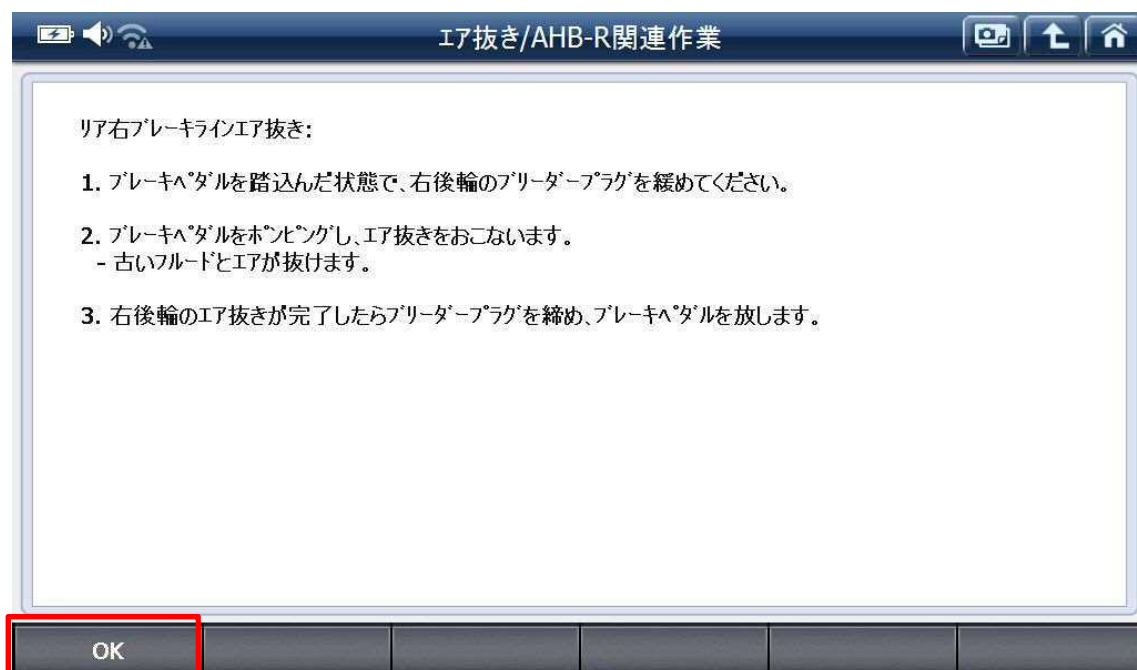 エア抜き/AHB-R関連作業
リア右ﾌﾞﾚｰｷﾗｲﾝエア抜き:
1. ﾌﾞﾚｰｷﾍﾟﾀﾞﾙを踏込んだ状態で、右後輪のﾌﾞﾘｰﾀﾞｰﾌﾟﾗｸﾞを緩めてください。
2. ﾌﾞﾚｰｷﾍﾟﾀﾞﾙをﾎﾟﾝﾋﾟﾝｸﾞし、エア抜きをおこないます。
- 古いﾌﾙｰドとエアが抜けます。
3. 右後輪のエア抜きが完了したらﾌﾞﾘｰﾀﾞｰﾌﾟﾗｸﾞを締め、ﾌﾞﾚｰｷﾍﾟﾀﾞﾙを放します。
OK